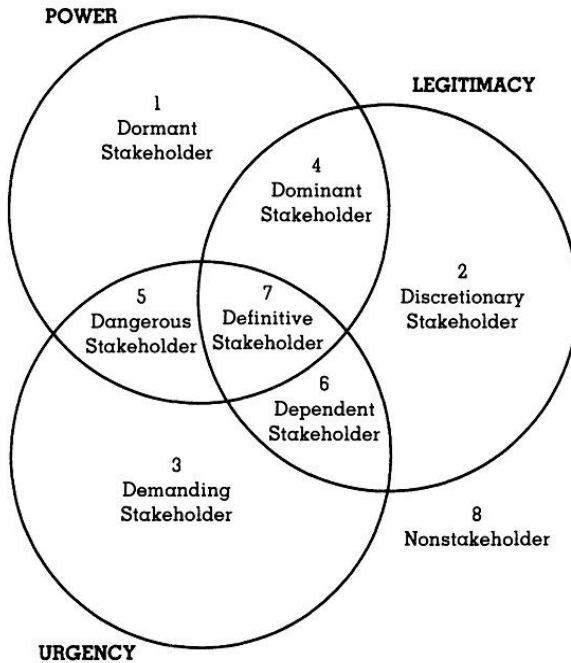 POWER
LEGITIMACY
1
Dormant
Stakeholder
4
Dominant
Stakeholder
2
Discretionary
Stakeholder
5
Dangerous
Stakeholder
7
Definitive
Stakeholder
6
Dependent
Stakeholder
3
Demanding
Stakeholder
8
Nonstakeholder
URGENCY